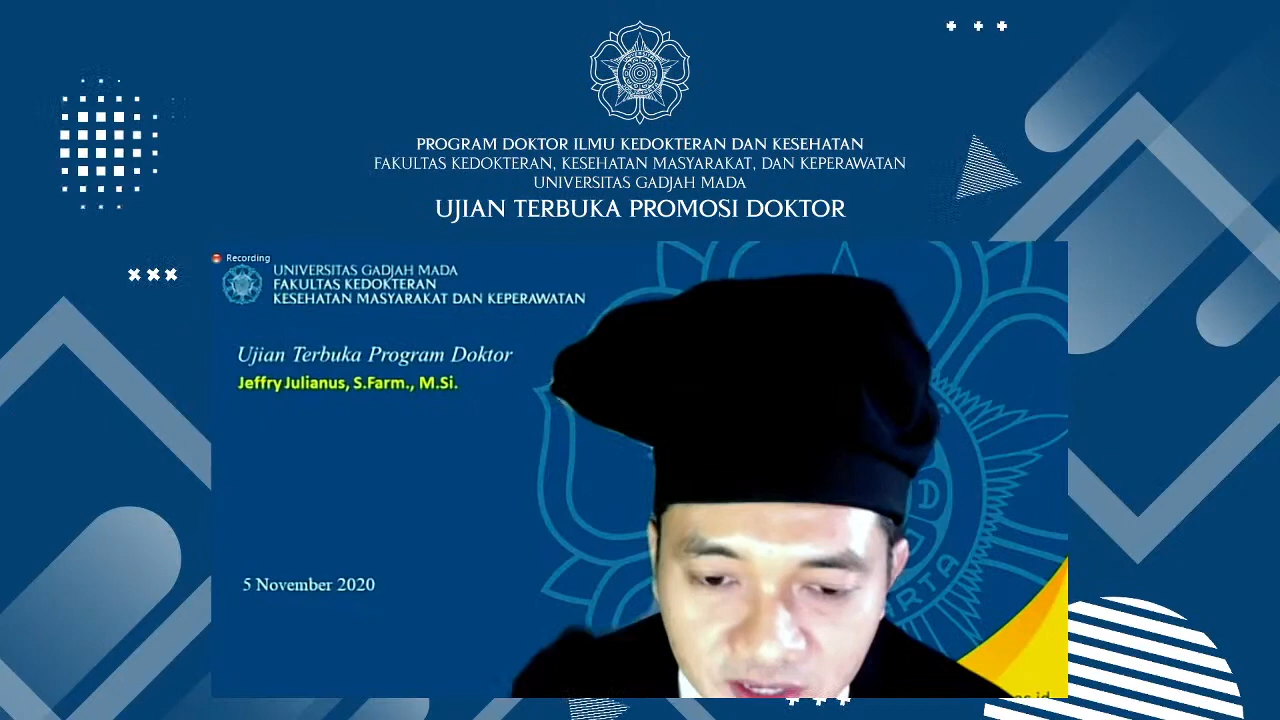 PROGRAM DOKTOR ILMU KEDOKTERAN DAN KESEHATAN
FAKULTAS KEDOKTERAN, KESEHATAN MASYARAKAT, DAN KEPERAWATAN
UNIVERSITAS GADJAH MADA
UJIAN TERBUKA PROMOSI DOKTOR
Recording
UNIVERSITAS GADJAH MADA
FAKULTAS KEDOKTERAN
KESEHATAN MASYARAKAT DAN KEPERAWATAN
Ujian Terbuka Program Doktor
Jeffry Julianus, S.Farm., M.Si.
5 November 2020